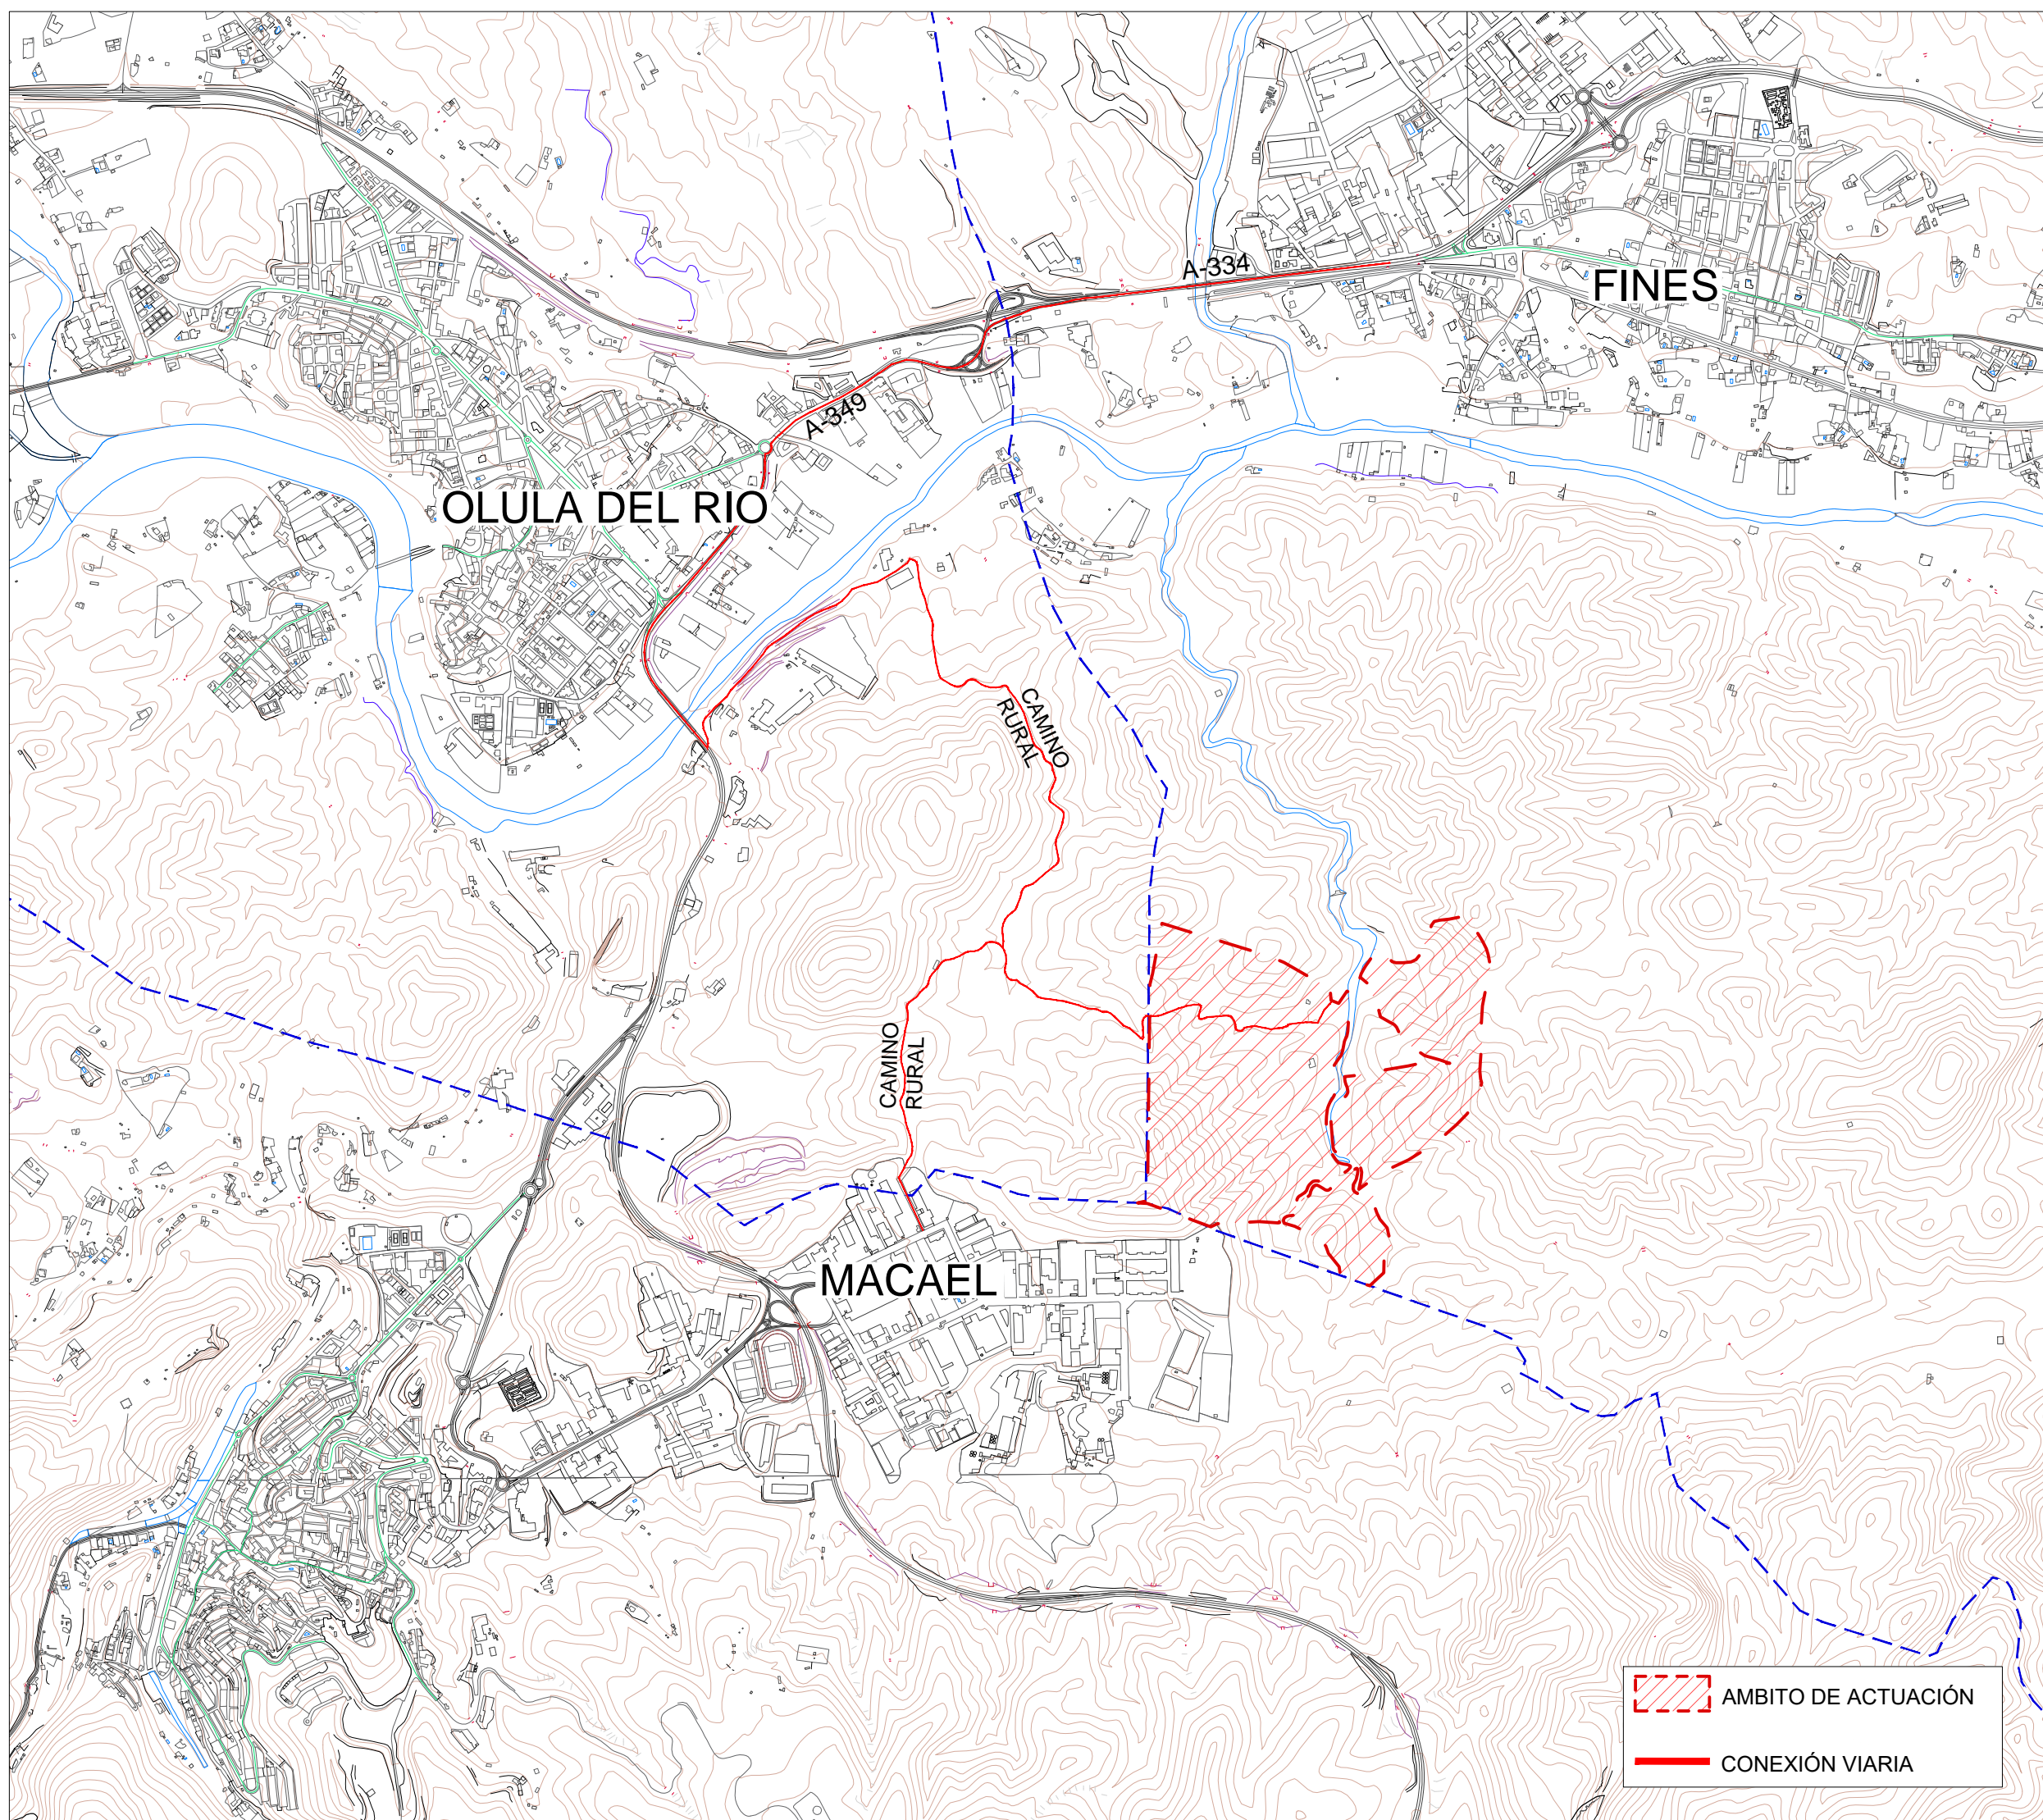 A-334
FINES
A-349
OLULA DEL RIO
CAMINO
RURAL
CAMINO
RURAL
MACAEL
AMBITO DE ACTUACIÓN
CONEXIÓN VIARIA